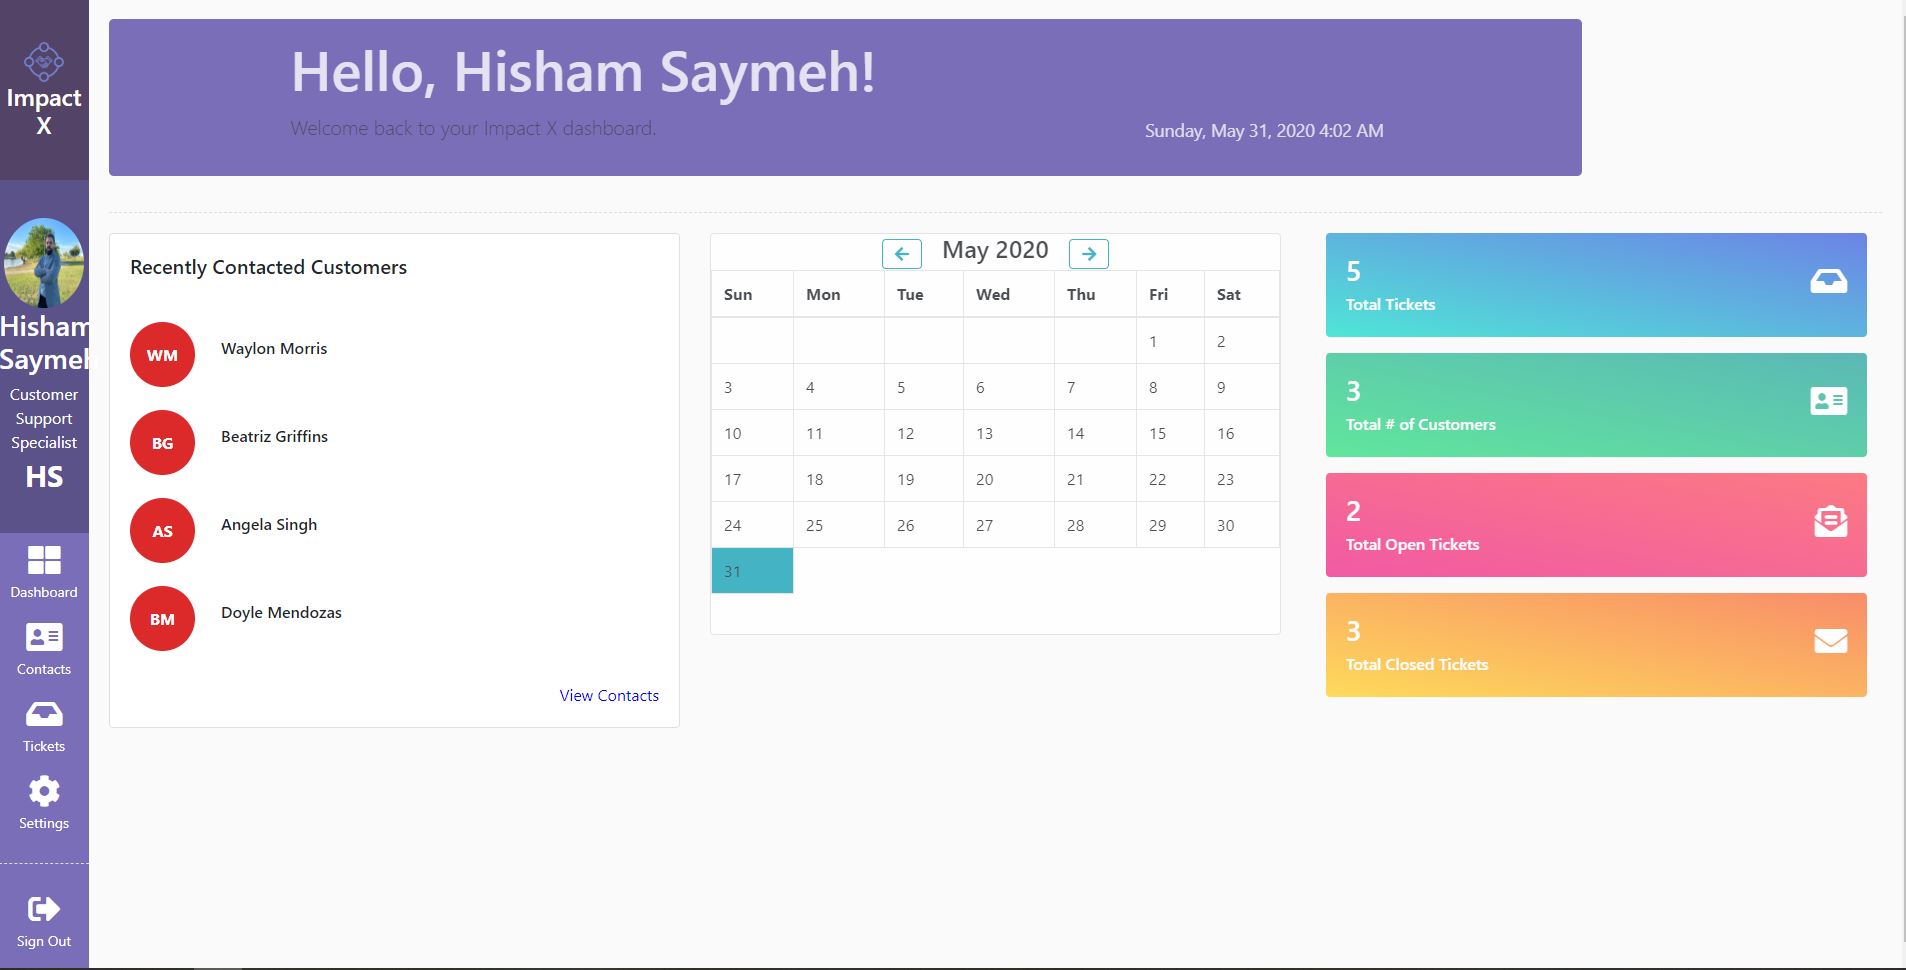 Impact
X
Hisham
Saymeh
Customer
Support
Specialist
HS
Dashboard
Contacts
Tickets
Settings
Sign Out
Hello, Hisham Saymeh!
Welcome back to your Impact X dashboard.
Sunday, May 31, 2020 4:02 AM
Recently Contacted Customers
WM Waylon Morris
BG Beatriz Griffins
AS Angela Singh
BM Doyle Mendozas
View Contacts
May 2020
Sun Mon Tue Wed Thu Fri Sat
1 2
3 4 5 6 7 8 9
10 11 12 13 14 15 16
17 18 19 20 21 22 23
24 25 26 27 28 29 30
31
5
Total Tickets
3
Total # of Customers
2
Total Open Tickets
3
Total Closed Tickets